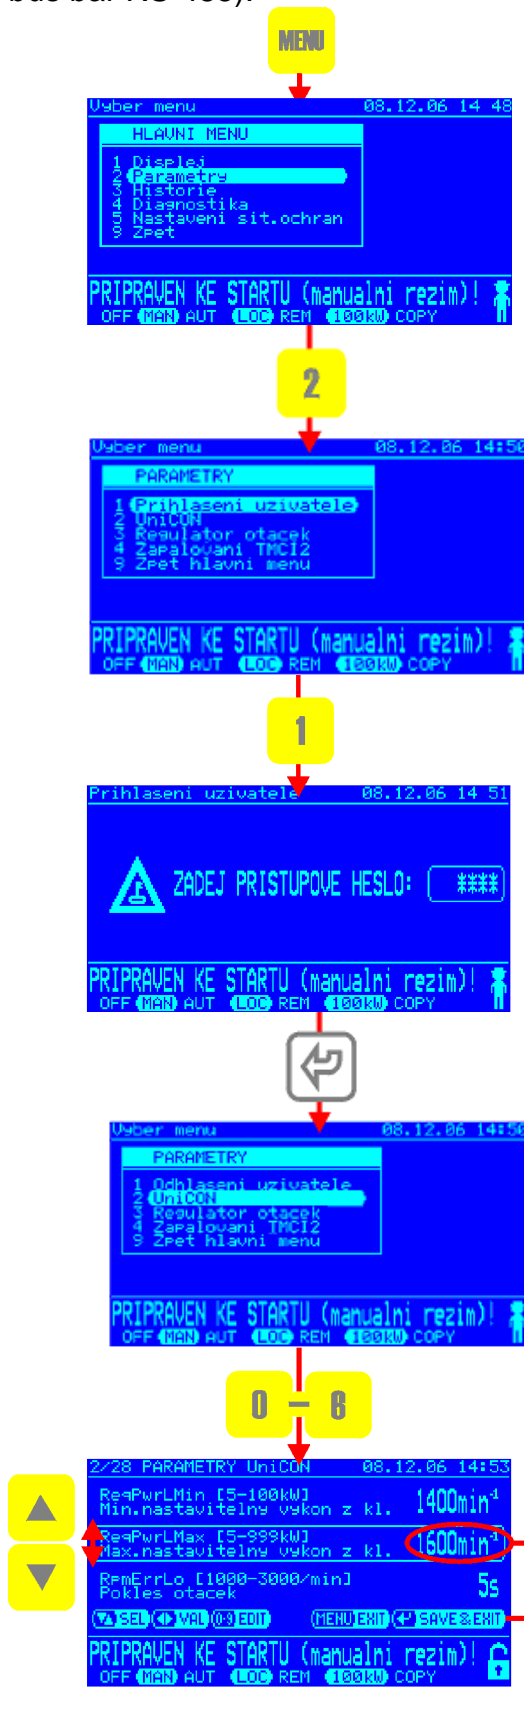 bus bar RS-485).
MENU
Vyber menu 08.12.06 14 48
HLAVNI MENU
1 Displej
2 Parametry
3 Historie
4 Diagnostika
5 Nastaveni sit.ochran
9 Zpet
PRIPRAVEN KE STARTU (manualni rezim)!
OFF MAN AUT LOC REM 100kW COPY
2
Vyber menu 08.12.06 14:50
PARAMETRY
1 Prihlaseni uzivatele
2 UniCON
3 Regulator otacek
4 Zapalovani TMCI2
9 Zpet hlavni menu
PRIPRAVEN KE STARTU (manualni rezim)!
OFF MAN AUT LOC REM 100kW COPY
1
Prihlaseni uzivatele 08.12.06 14 51
ZADEJ PRISTUPOVE HESLO: ****
PRIPRAVEN KE STARTU (manualni rezim)!
OFF MAN AUT LOC REM 100kW COPY
Vyber menu 08.12.06 14:50
PARAMETRY
1 Odhlaseni uzivatele
2 UniCON
3 Regulator otacek
4 Zapalovani TMCI2
9 Zpet hlavni menu
PRIPRAVEN KE STARTU (manualni rezim)!
OFF MAN AUT LOC REM 100kW COPY
0 – 6
2/28 PARAMETRY UniCON 08.12.06 14:53
ReqPwrLMin [5-100kW] 1400min-1
Min.nastavitelny vykon z kl.
ReqPwrLMax [5-999kW] 1600min-1
Max.nastavitelny vykon z kl.
RpmErrLo [1000-3000/min] 5s
Pokles otacek
SEL VAL 0-9 EDIT MENU EXIT SAVE&EXIT
PRIPRAVEN KE STARTU (manualni rezim)!
OFF MAN AUT LOC REM 100kW COPY